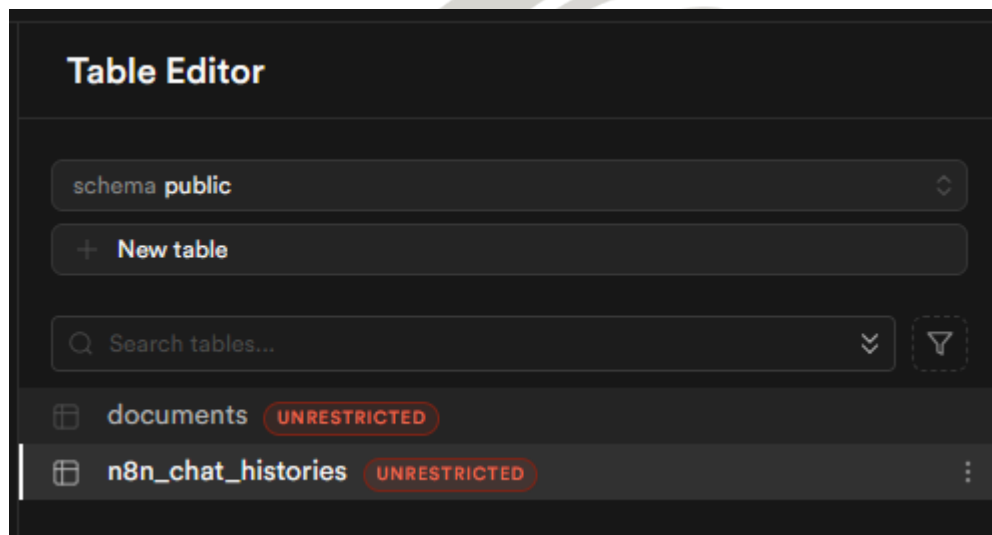 Table Editor
schema public
New table
Search tables...
documents UNRESTRICTED
n8n_chat_histories UNRESTRICTED